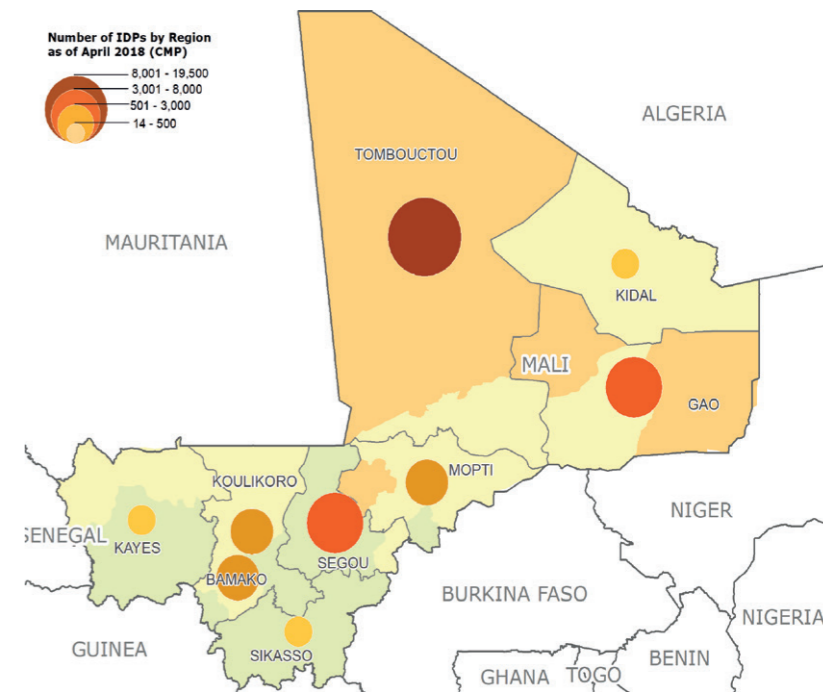 Number of IDPs by Region
as of April 2018 (CMP)
8,001 - 19,500
3,001 - 8,000
501 - 3,000
14 - 500
ALGERIA
TOMBOUCTOU
MAURITANIA
KIDAL
MALI
GAO
MOPTI
KOULIKORO
NIGER
SENEGAL
KAYES
SEGOU
BAMAKO
BURKINA FASO
NIGERIA
GUINEA
SIKASSO
BENIN
GHANA
TOGO